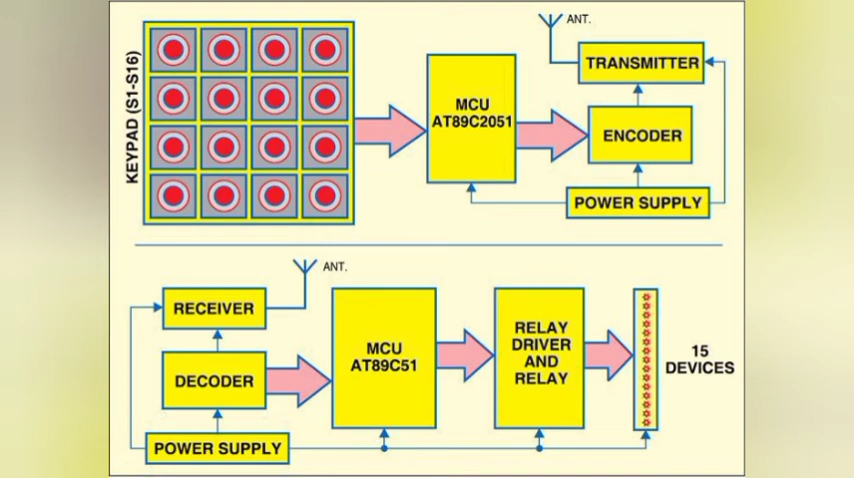 KEYPAD (S1-S16)
ANT.
TRANSMITTER
MCU
AT89C2051
ENCODER
POWER SUPPLY
ANT.
RECEIVER
MCU
AT89C51
RELAY
DRIVER
AND
RELAY
15
DEVICES
DECODER
POWER SUPPLY